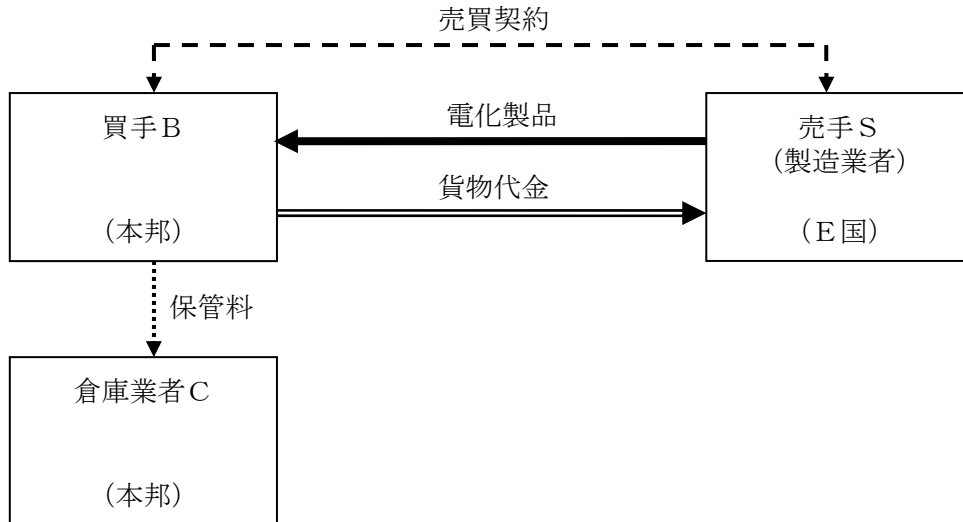 売買契約
買手Ｂ
（本邦）
電化製品
貨物代金
売手Ｓ
（製造業者）
（Ｅ国）
保管料
倉庫業者Ｃ
（本邦）